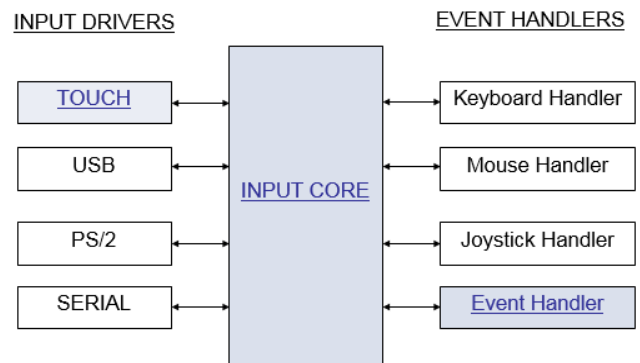 INPUT DRIVERS
EVENT HANDLERS
TOUCH
Keyboard Handler
USB
Mouse Handler
INPUT CORE
PS/2
Joystick Handler
SERIAL
Event Handler